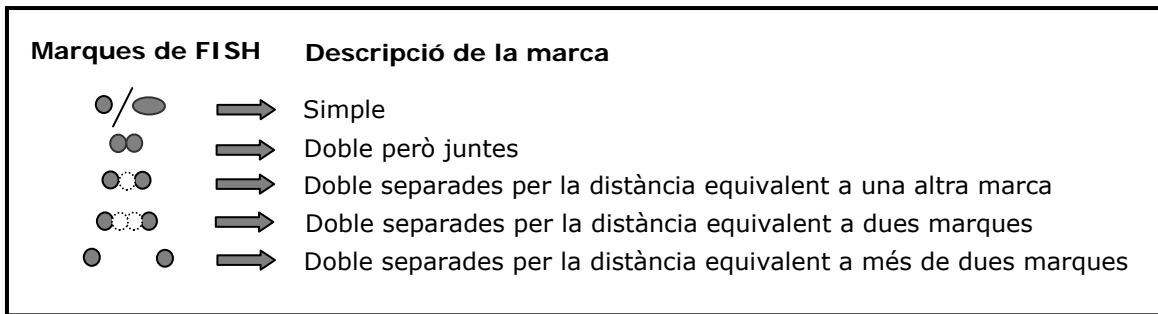 Marques de FISH Descripció de la marca
Simple
Doble però juntes
Doble separades per la distància equivalent a una altra marca
Doble separades per la distància equivalent a dues marques
Doble separades per la distància equivalent a més de dues marques